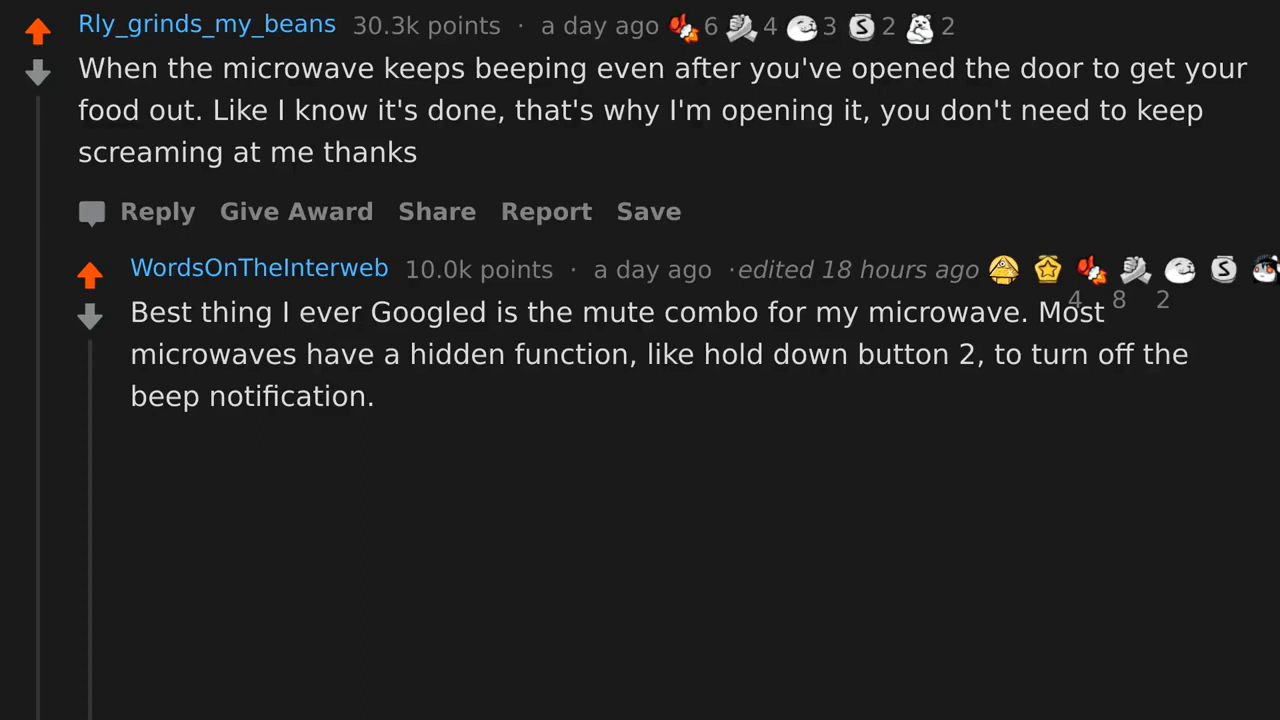 Rly_grinds_my_beans 30.3k points · a day ago 6 4 3 S 2 2
When the microwave keeps beeping even after you've opened the door to get your
food out. Like I know it's done, that's why I'm opening it, you don't need to keep
screaming at me thanks
Reply Give Award Share Report Save
WordsOnTheInterweb 10.0k points · a day ago ·edited 18 hours ago S
4 8 2
Best thing I ever Googled is the mute combo for my microwave. Most
microwaves have a hidden function, like hold down button 2, to turn off the
beep notification.